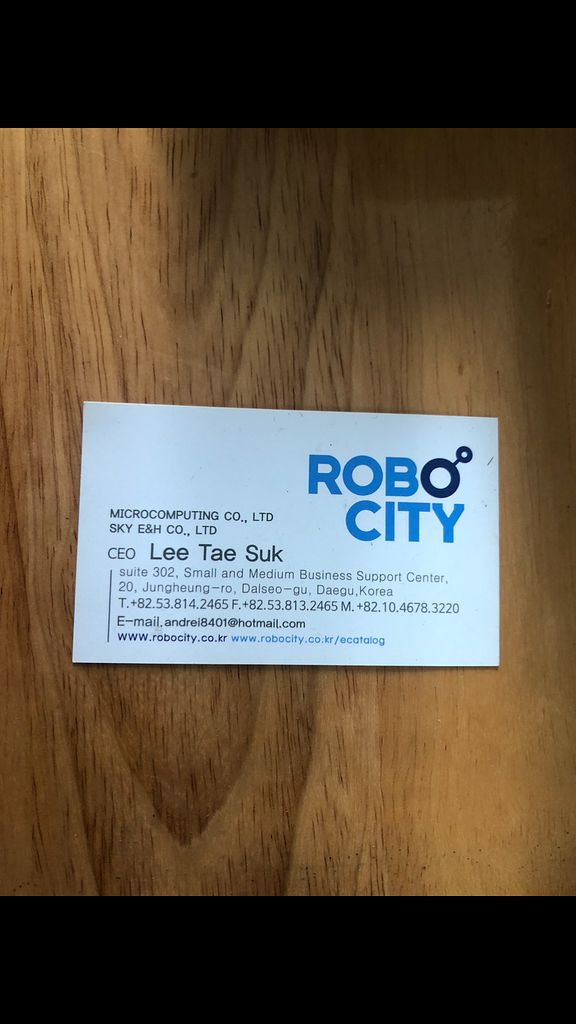 ROBO
CITY
MICROCOMPUTING CO., LTD
SKY E&H CO., LTD
CEO Lee Tae Suk
suite 302, Small and Medium Business Support Center,
20, Jungheung-ro, Dalseo-gu, Daegu,Korea
T.+82.53.814.2465 F.+82.53.813.2465 M.+82.10.4678.3220
E-mail.andrei8401@hotmail.com
www.robocity.co.kr www.robocity.co.kr/ecatalog